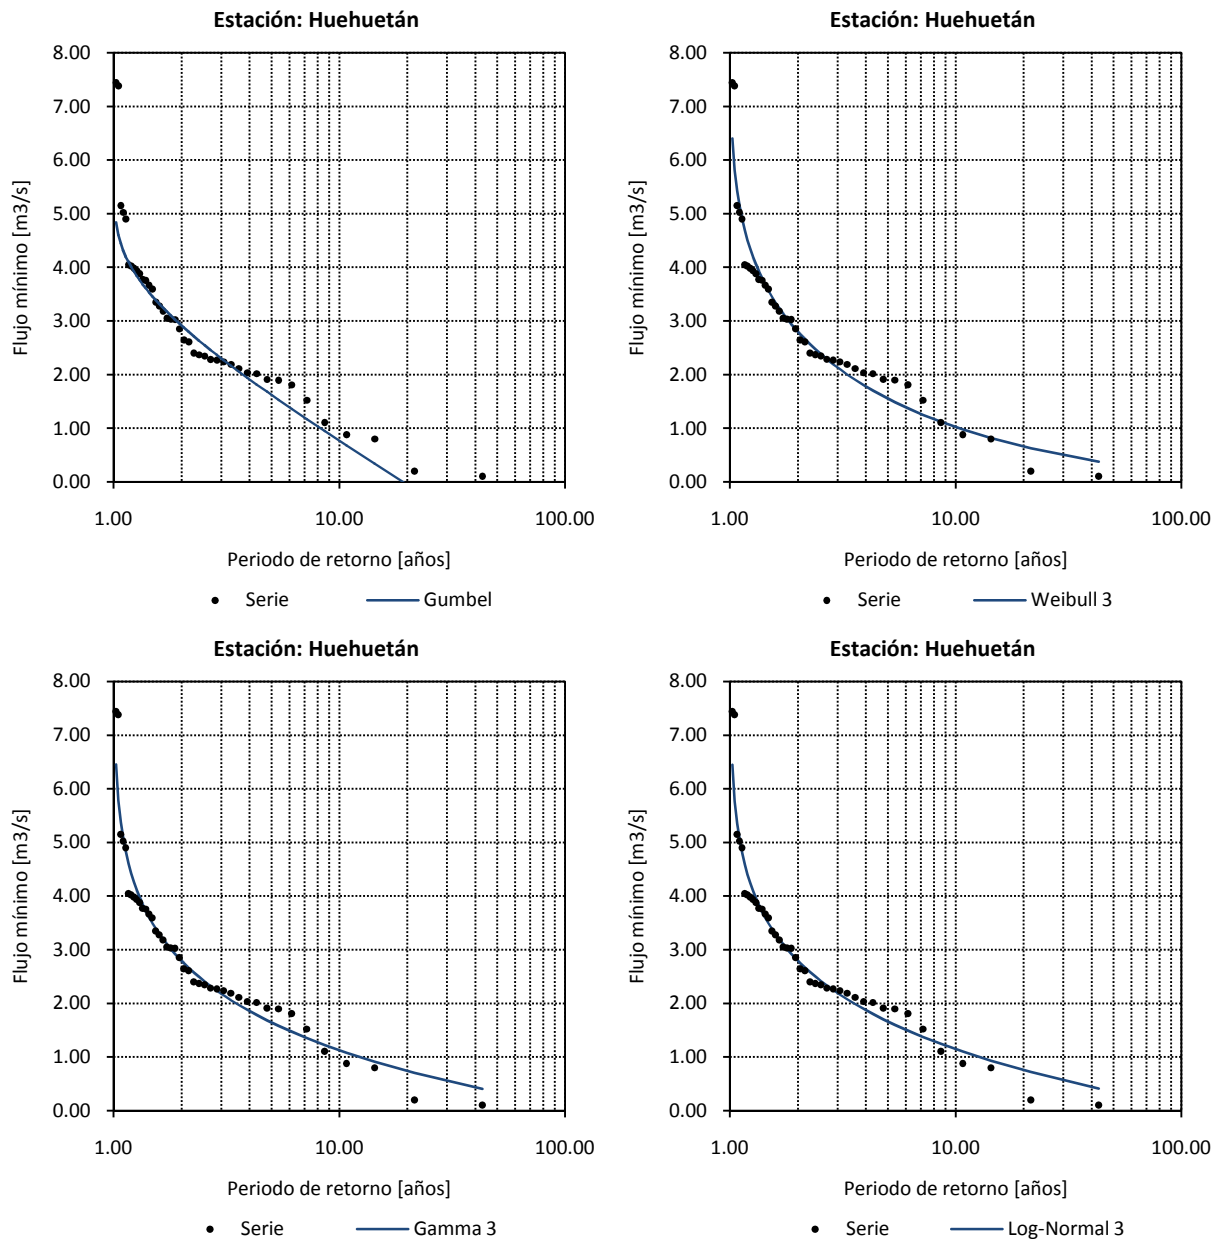 Estación: Huehuetán
8.00
7.00
6.00
5.00
4.00
3.00
2.00
1.00
0.00
Flujo mínimo [m3/s]
1.00 10.00 100.00
Periodo de retorno [años]
Serie Gumbel
Estación: Huehuetán
8.00
7.00
6.00
5.00
4.00
3.00
2.00
1.00
0.00
Flujo mínimo [m3/s]
1.00 10.00 100.00
Periodo de retorno [años]
Serie Weibull 3
Estación: Huehuetán
8.00
7.00
6.00
5.00
4.00
3.00
2.00
1.00
0.00
Flujo mínimo [m3/s]
1.00 10.00 100.00
Periodo de retorno [años]
Serie Gamma 3
Estación: Huehuetán
8.00
7.00
6.00
5.00
4.00
3.00
2.00
1.00
0.00
Flujo mínimo [m3/s]
1.00 10.00 100.00
Periodo de retorno [años]
Serie Log-Normal 3